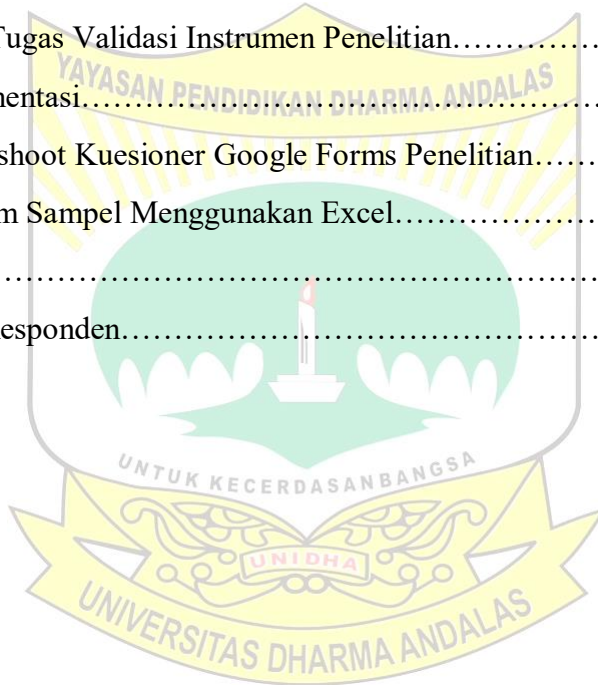 Tugas Validasi Instrumen Penelitian……………
YAYASAN PENDIDIKAN DHARMA ANDALAS
mentasi……………………………………………
shoot Kuesioner Google Forms Penelitian……
m Sampel Menggunakan Excel…………………
……………………………………………………
esponden…………………………………………
UNTUK KECERDASANBANGSA
UNIDHA
UNIVERSITAS DHARMA ANDALAS